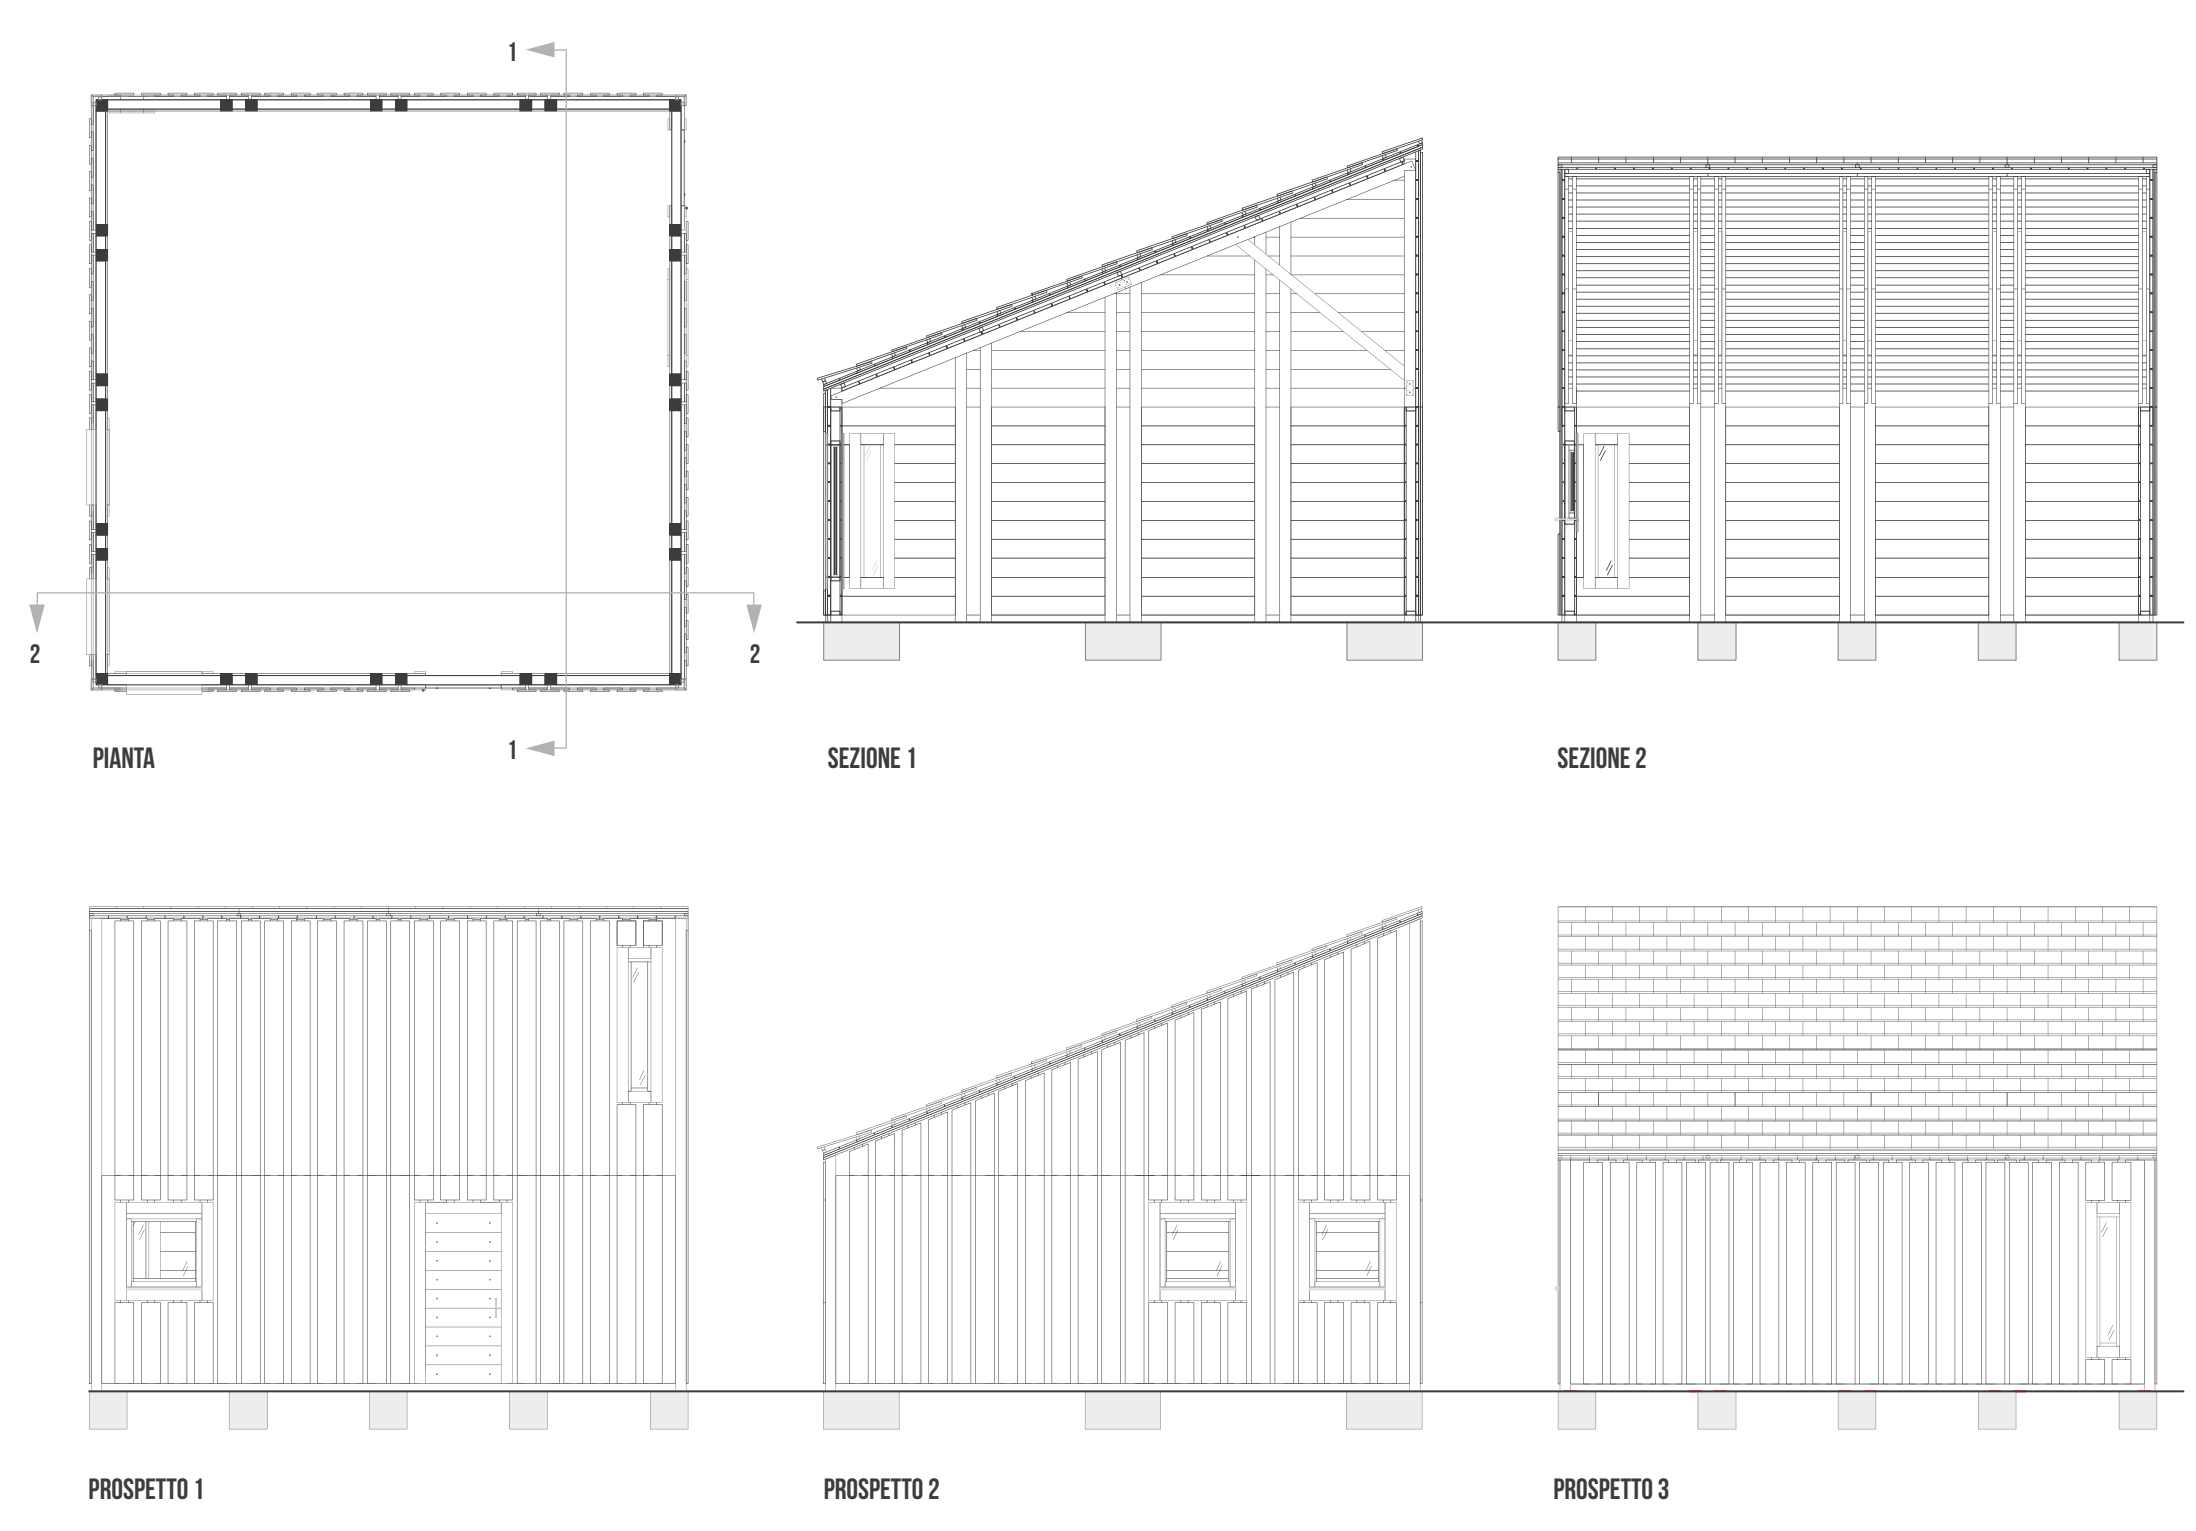 1
2
2
1
PIANTA
SEZIONE 1
SEZIONE 2
PROSPETTO 1
PROSPETTO 2
PROSPETTO 3